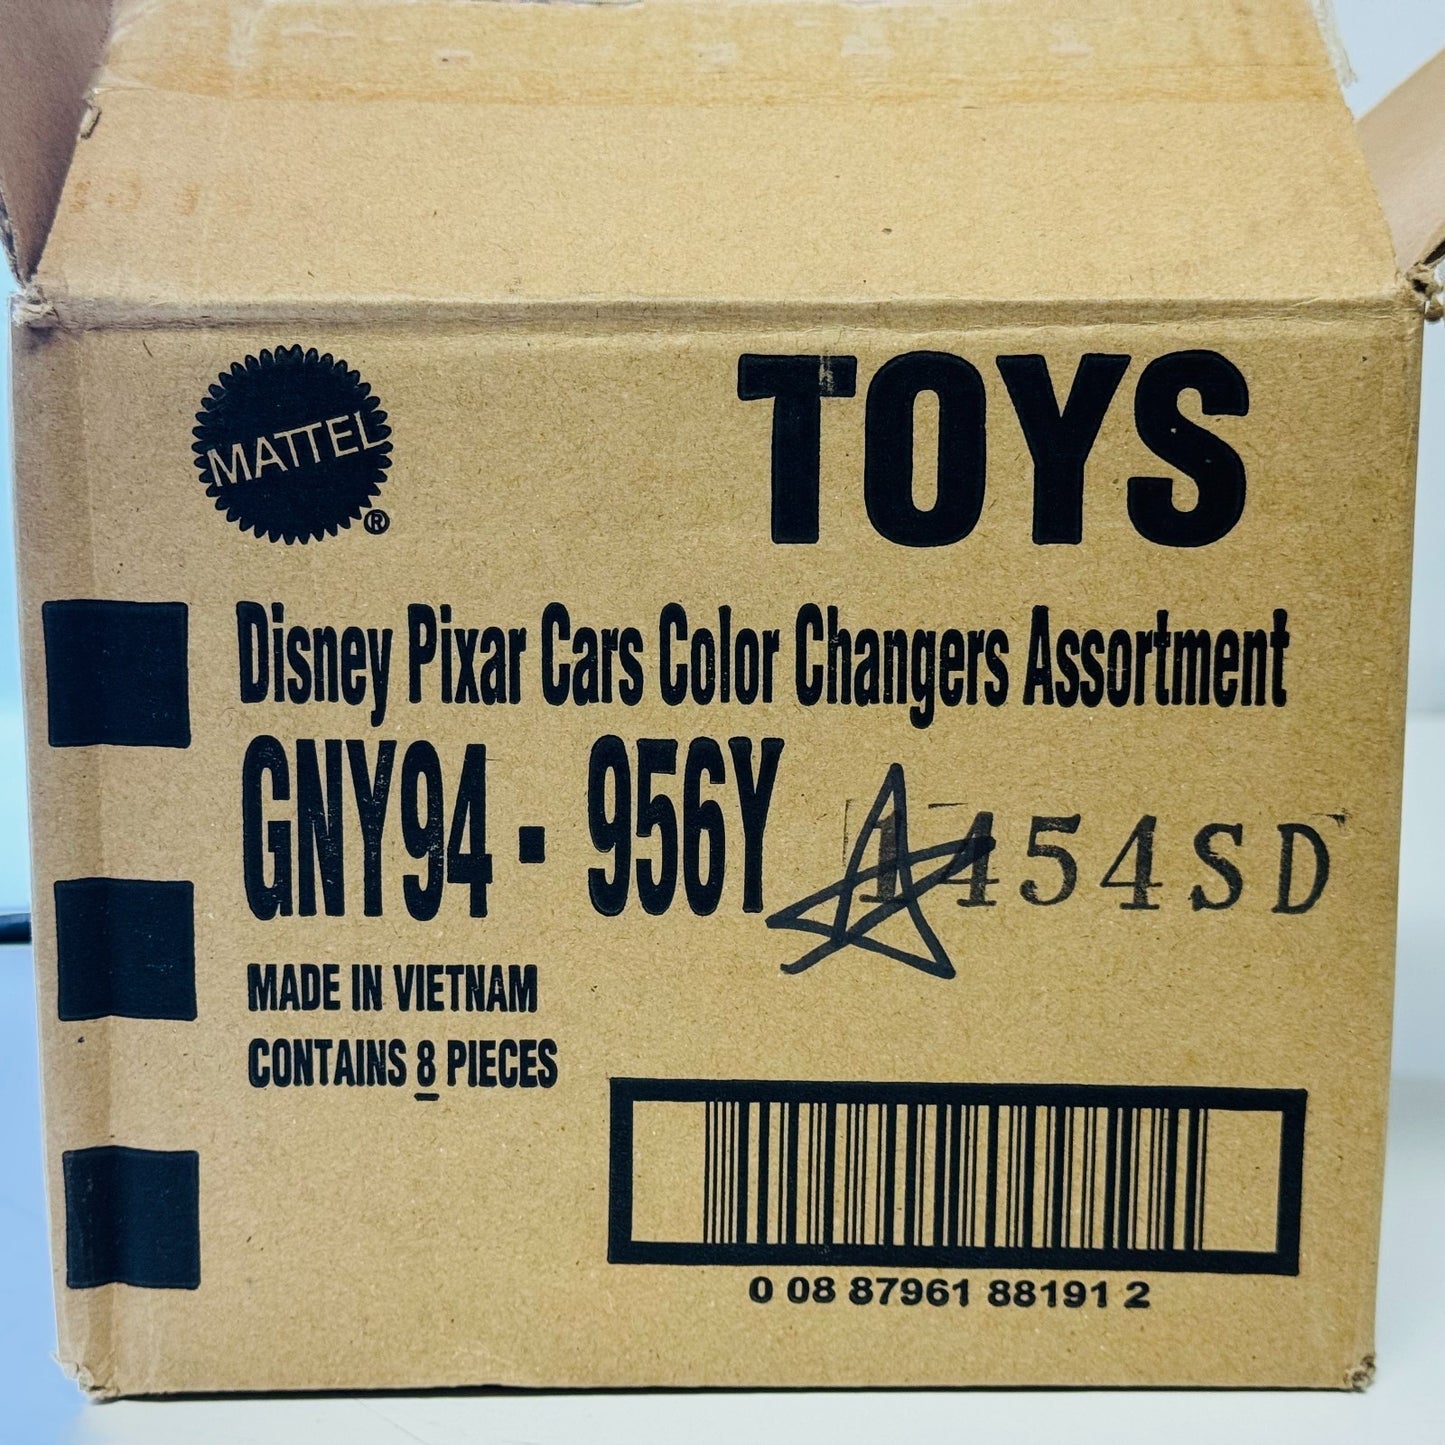 MATTEL®
TOYS
Disney Pixar Cars Color Changers Assortment
GNY94 - 956Y
1454SD
MADE IN VIETNAM
CONTAINS 8 PIECES
0 08 87961 88191 2